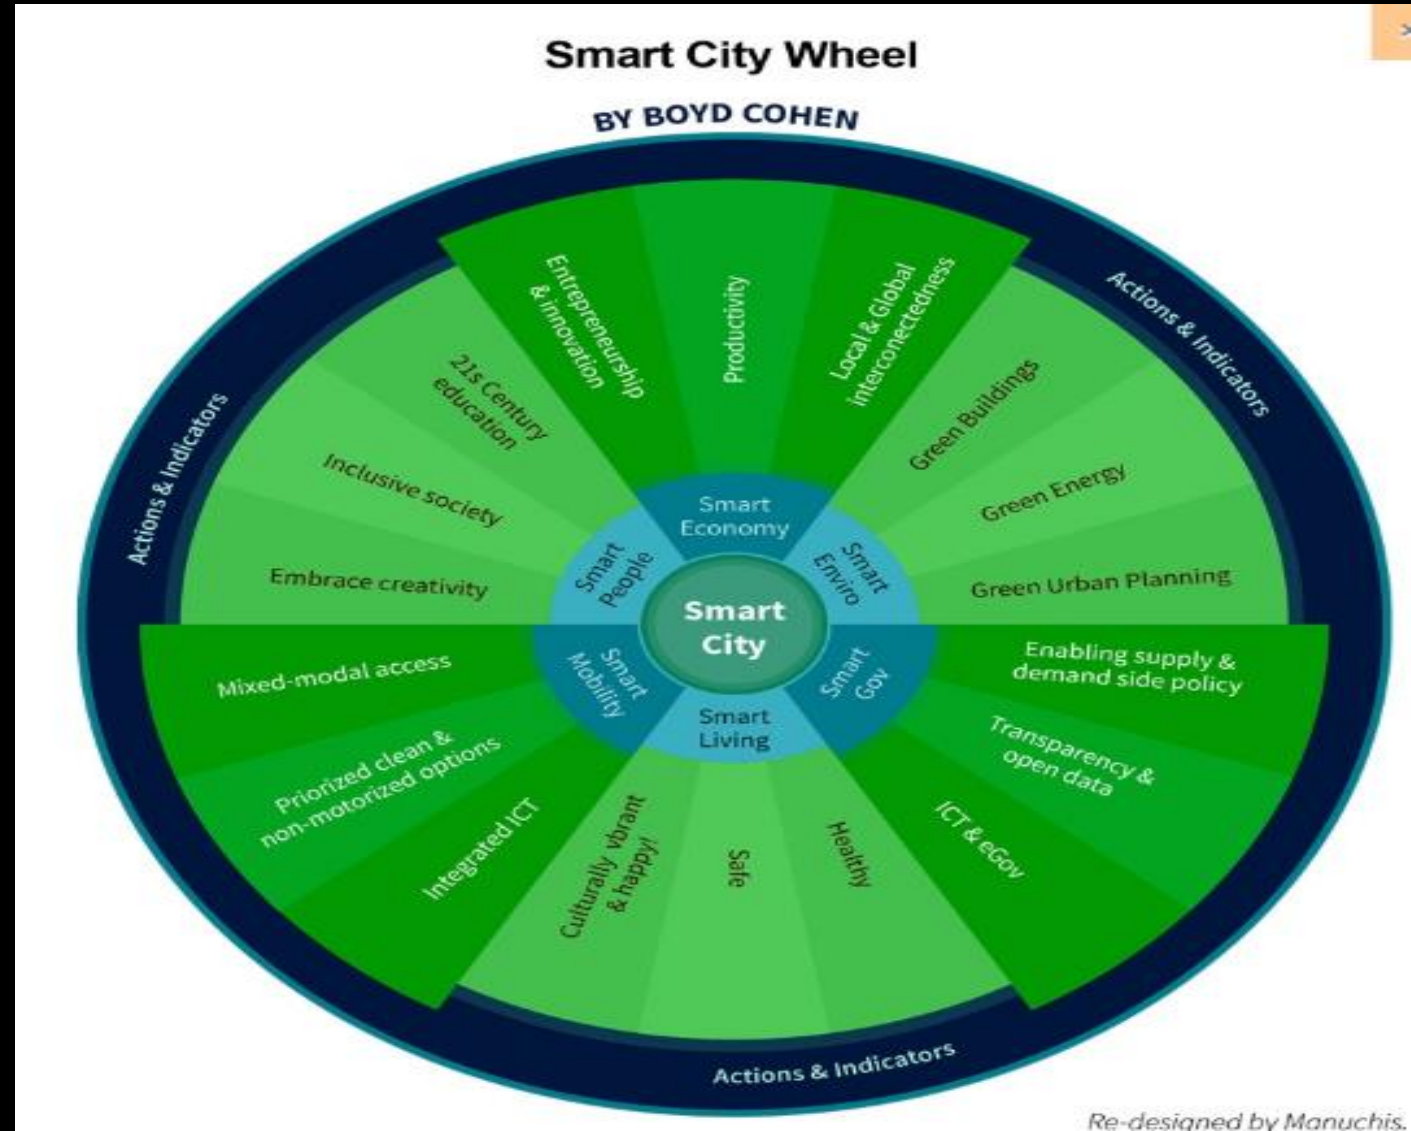 Smart City Wheel
BY BOYD COHEN
Actions & Indicators
Actions & Indicators
Actions & Indicators
Entrepreneurship
& innovation
Productivity
Local & Global
interconectedness
Green Buildings
Green Energy
Green Urban Planning
Enabling supply &
demand side policy
Transparency &
open data
ICT & eGov
Healthy
Safe
Culturally vibrant
& happy!
Integrated ICT
Priorized clean &
non-motorized options
Mixed-modal access
Embrace creativity
Inclusive society
21s Century
education
Smart
Economy
Smart
Enviro
Smart
Gov
Smart
Living
Smart
Mobility
Smart
People
Smart
City
Re-designed by Manuchis.